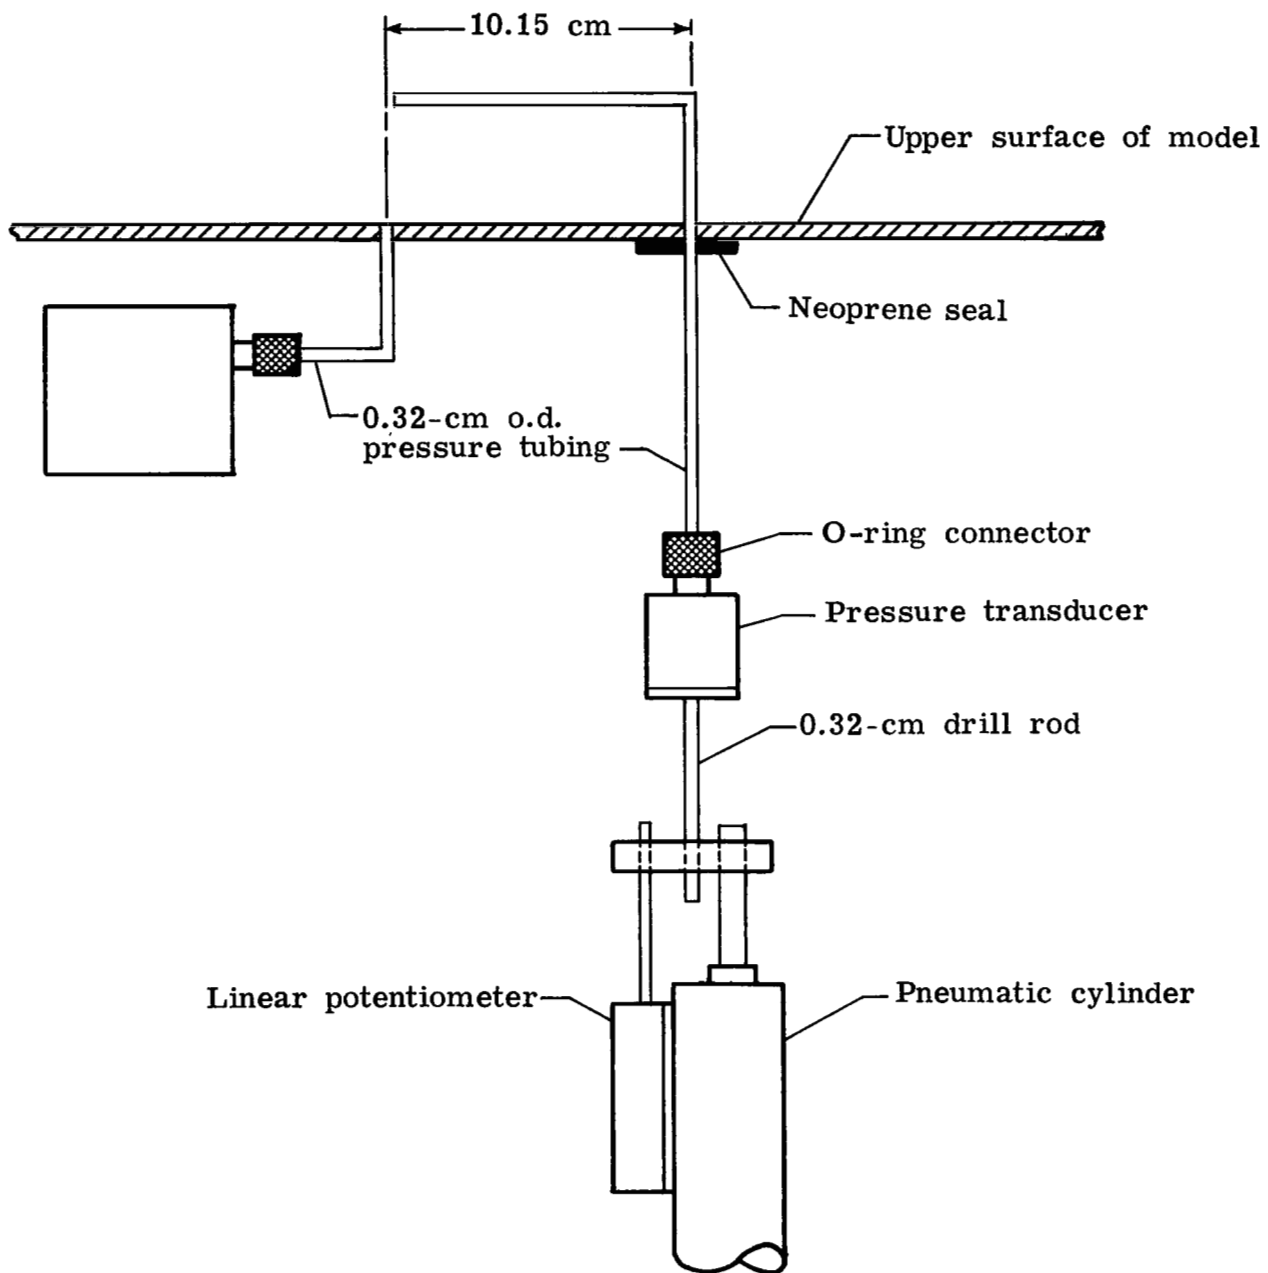 10.15 cm
Upper surface of model
Neoprene seal
0.32-cm o.d.
pressure tubing
O-ring connector
Pressure transducer
0.32-cm drill rod
Linear potentiometer
Pneumatic cylinder